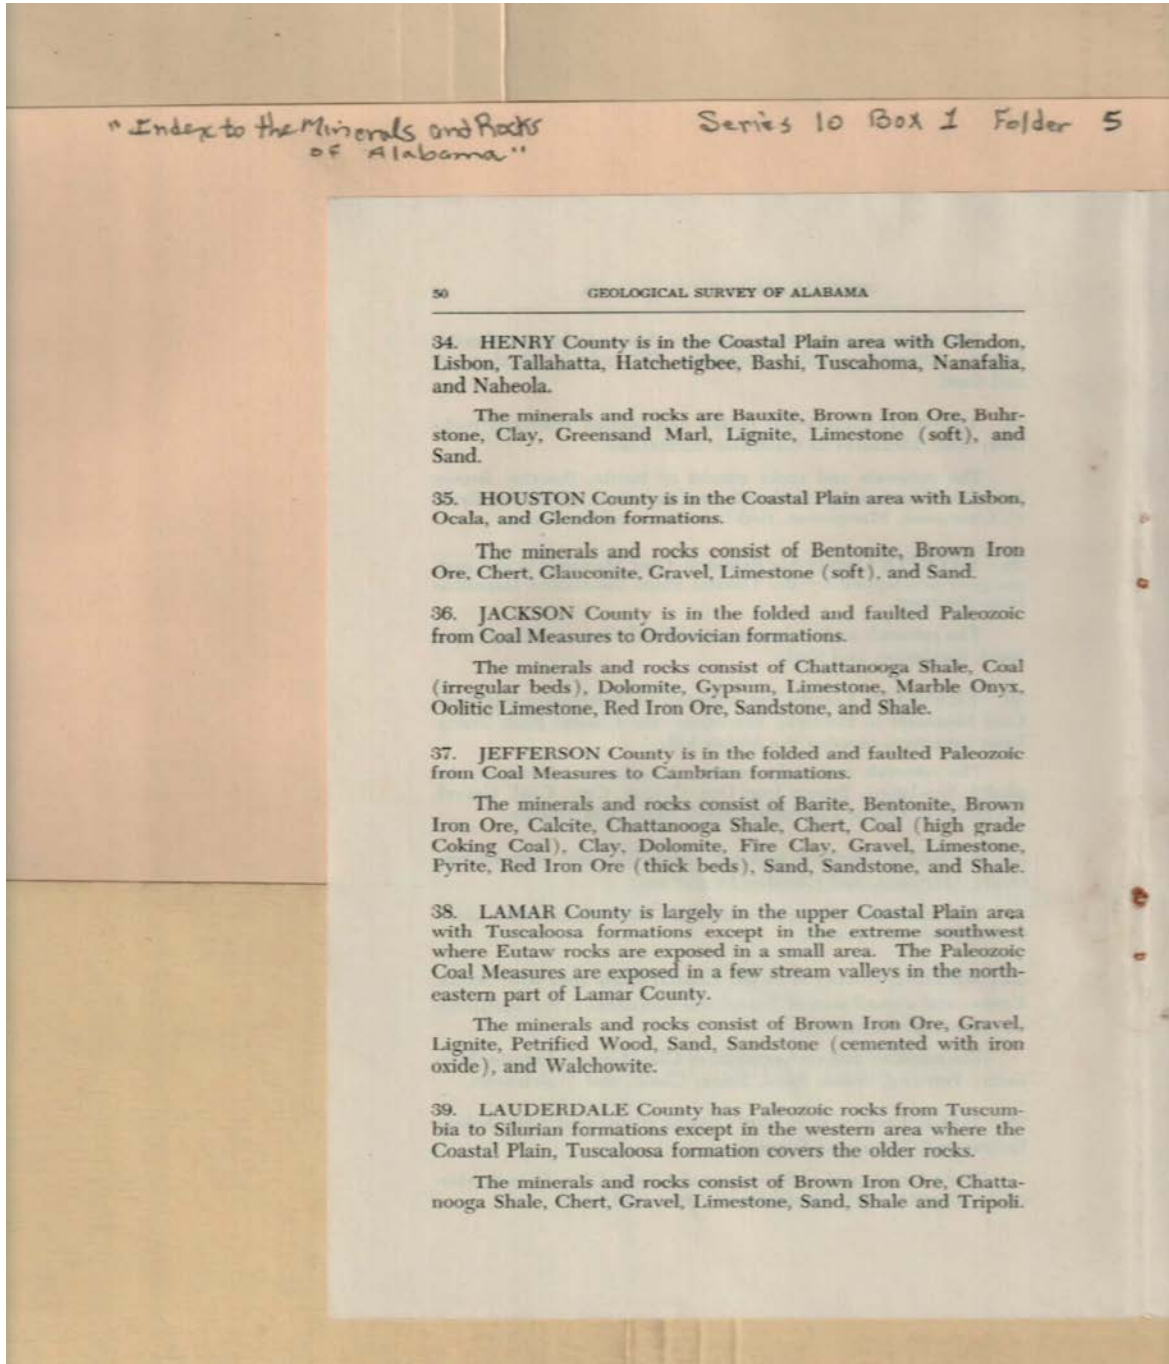 "Index to the Minerals and Rocks
of Alabama"
Series 10 Box 1 Folder 5
50 GEOLOGICAL SURVEY OF ALABAMA
34. HENRY County is in the Coastal Plain area with Glendon,
Lisbon, Tallahatta, Hatchetigbee, Bashi, Tuscahoma, Nanafalia,
and Naheola.
The minerals and rocks are Bauxite, Brown Iron Ore, Buhr-
stone, Clay, Greensand Marl, Lignite, Limestone (soft), and
Sand.
35. HOUSTON County is in the Coastal Plain area with Lisbon,
Ocala, and Glendon formations.
The minerals and rocks consist of Bentonite, Brown Iron
Ore, Chert, Glauconite, Gravel, Limestone (soft), and Sand.
36. JACKSON County is in the folded and faulted Paleozoic
from Coal Measures to Ordovician formations.
The minerals and rocks consist of Chattanooga Shale, Coal
(irregular beds), Dolomite, Gypsum, Limestone, Marble Onyx,
Oolitic Limestone, Red Iron Ore, Sandstone, and Shale.
37. JEFFERSON County is in the folded and faulted Paleozoic
from Coal Measures to Cambrian formations.
The minerals and rocks consist of Barite, Bentonite, Brown
Iron Ore, Calcite, Chattanooga Shale, Chert, Coal (high grade
Coking Coal), Clay, Dolomite, Fire Clay, Gravel, Limestone,
Pyrite, Red Iron Ore (thick beds), Sand, Sandstone, and Shale.
38. LAMAR County is largely in the upper Coastal Plain area
with Tuscaloosa formations except in the extreme southwest
where Eutaw rocks are exposed in a small area. The Paleozoic
Coal Measures are exposed in a few stream valleys in the north-
eastern part of Lamar County.
The minerals and rocks consist of Brown Iron Ore, Gravel,
Lignite, Petrified Wood, Sand, Sandstone (cemented with iron
oxide), and Walchowite.
39. LAUDERDALE County has Paleozoic rocks from Tuscum-
bia to Silurian formations except in the western area where the
Coastal Plain, Tuscaloosa formation covers the older rocks.
The minerals and rocks consist of Brown Iron Ore, Chatta-
nooga Shale, Chert, Gravel, Limestone, Sand, Shale and Tripoli.